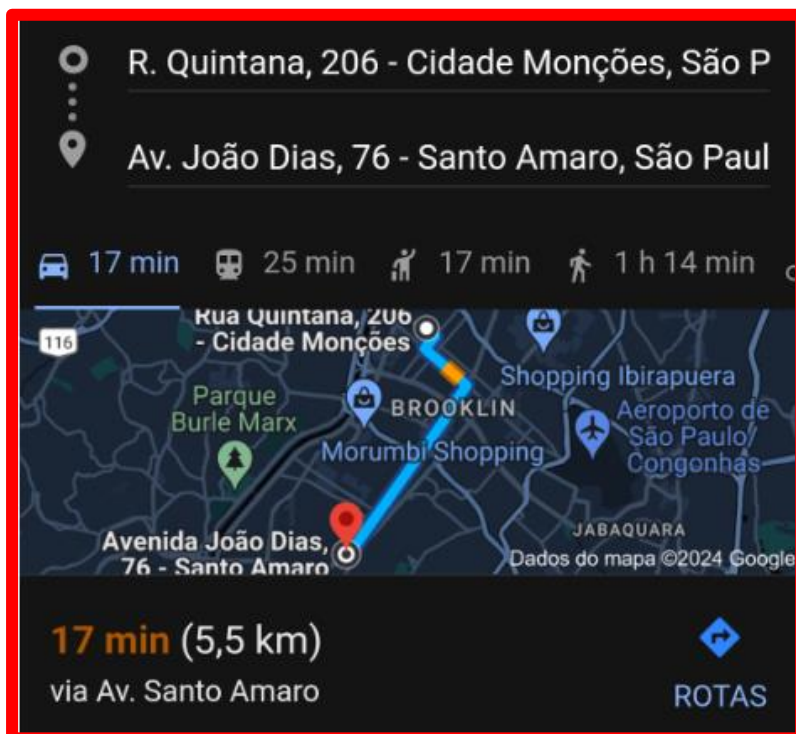 R. Quintana, 206 - Cidade Monções, São P
Av. João Dias, 76 - Santo Amaro, São Paul
17 min 25 min 17 min 1 h 14 min
116
Rua Quintana, 206
- Cidade Monções
Shopping Ibirapuera
Parque
Burle Marx
BROOKLIN
Aeroporto de
São Paulo/
Congonhas
Morumbi Shopping
JABAQUARA
Avenida João Dias,
76 - Santo Amaro
Dados do mapa ©2024 Google
17 min (5,5 km)
via Av. Santo Amaro
ROTAS